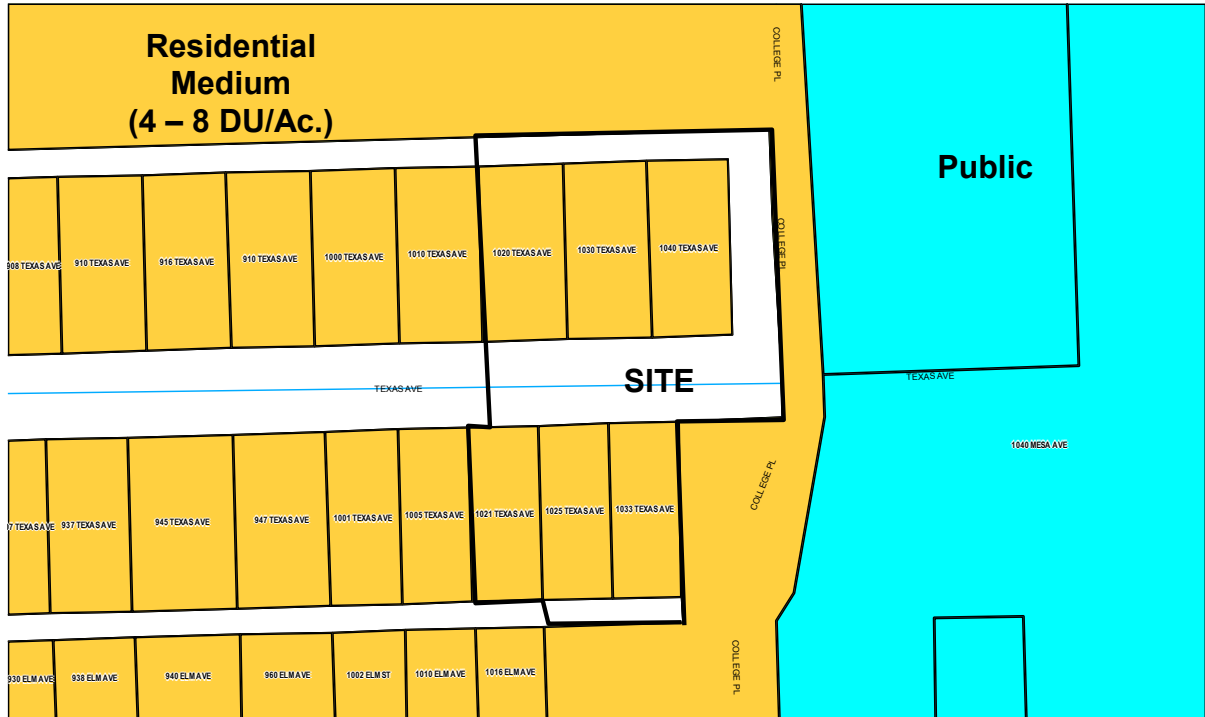 Residential
Medium
(4 – 8 DU/Ac.)
COLLEGE PL
Public
COLLEGE PL
908 TEXAS AVE
910 TEXAS AVE
916 TEXAS AVE
910 TEXAS AVE
1000 TEXAS AVE
1010 TEXAS AVE
1020 TEXAS AVE
1030 TEXAS AVE
1040 TEXAS AVE
SITE
TEXAS AVE
TEXAS AVE
1040 MESA AVE
COLLEGE PL
7 TEXAS AVE
937 TEXAS AVE
945 TEXAS AVE
947 TEXAS AVE
1001 TEXAS AVE
1005 TEXAS AVE
1021 TEXAS AVE
1025 TEXAS AVE
1033 TEXAS AVE
COLLEGE PL
930 ELM AVE
938 ELM AVE
940 ELM AVE
960 ELM AVE
1002 ELM ST
1010 ELM AVE
1016 ELM AVE